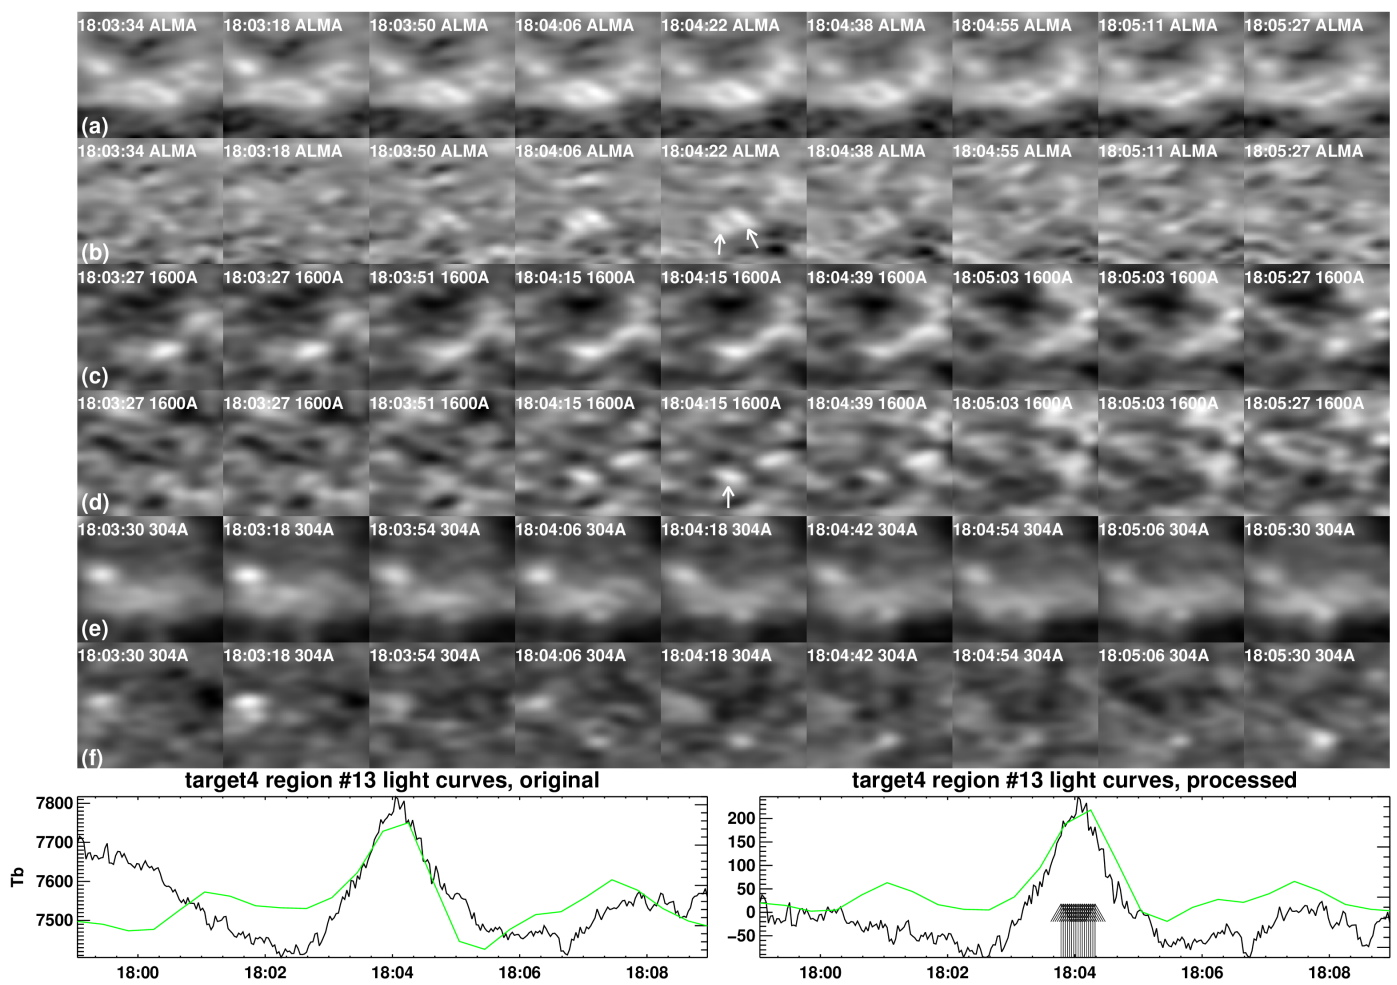 18:03:34 ALMA 18:03:18 ALMA 18:03:50 ALMA 18:04:06 ALMA 18:04:22 ALMA 18:04:38 ALMA 18:04:55 ALMA 18:05:11 ALMA 18:05:27 ALMA
(a)
18:03:34 ALMA 18:03:18 ALMA 18:03:50 ALMA 18:04:06 ALMA 18:04:22 ALMA 18:04:38 ALMA 18:04:55 ALMA 18:05:11 ALMA 18:05:27 ALMA
(b)
18:03:27 1600A 18:03:27 1600A 18:03:51 1600A 18:04:15 1600A 18:04:15 1600A 18:04:39 1600A 18:05:03 1600A 18:05:03 1600A 18:05:27 1600A
(c)
18:03:27 1600A 18:03:27 1600A 18:03:51 1600A 18:04:15 1600A 18:04:15 1600A 18:04:39 1600A 18:05:03 1600A 18:05:03 1600A 18:05:27 1600A
(d)
18:03:30 304A 18:03:18 304A 18:03:54 304A 18:04:06 304A 18:04:18 304A 18:04:42 304A 18:04:54 304A 18:05:06 304A 18:05:30 304A
(e)
18:03:30 304A 18:03:18 304A 18:03:54 304A 18:04:06 304A 18:04:18 304A 18:04:42 304A 18:04:54 304A 18:05:06 304A 18:05:30 304A
(f)
target4 region #13 light curves, original
7800
7700
7600
7500
Tb
18:00 18:02 18:04 18:06 18:08
target4 region #13 light curves, processed
200
150
100
50
0
−50
18:00 18:02 18:04 18:06 18:08